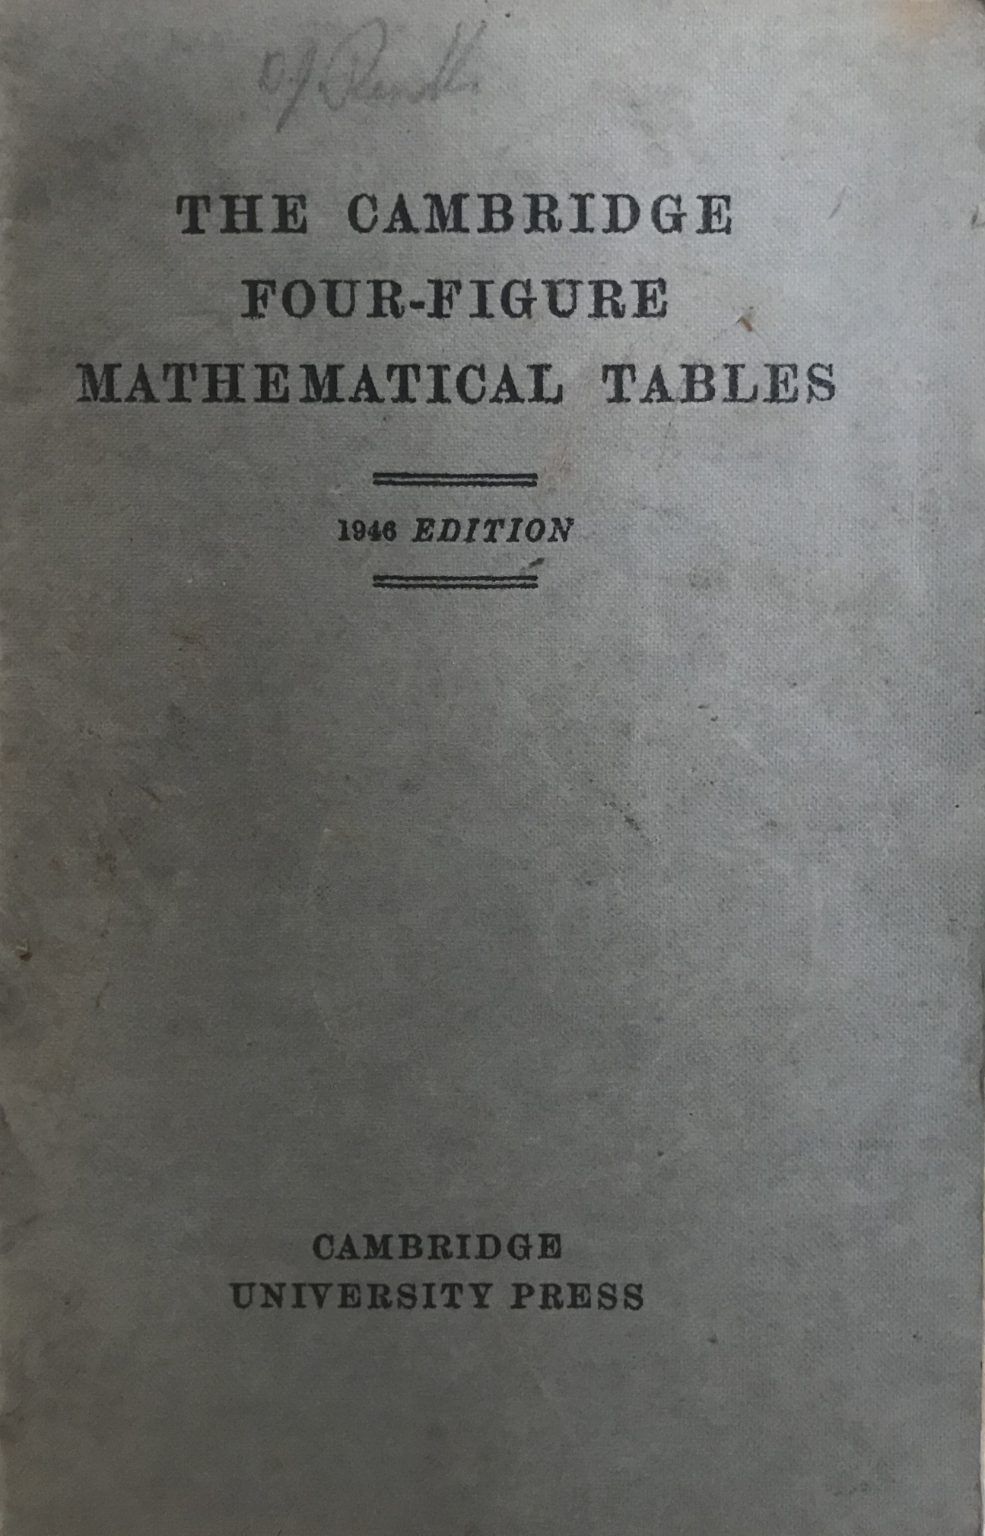 THE CAMBRIDGE
FOUR-FIGURE
MATHEMATICAL TABLES
1946 EDITION
CAMBRIDGE
UNIVERSITY PRESS